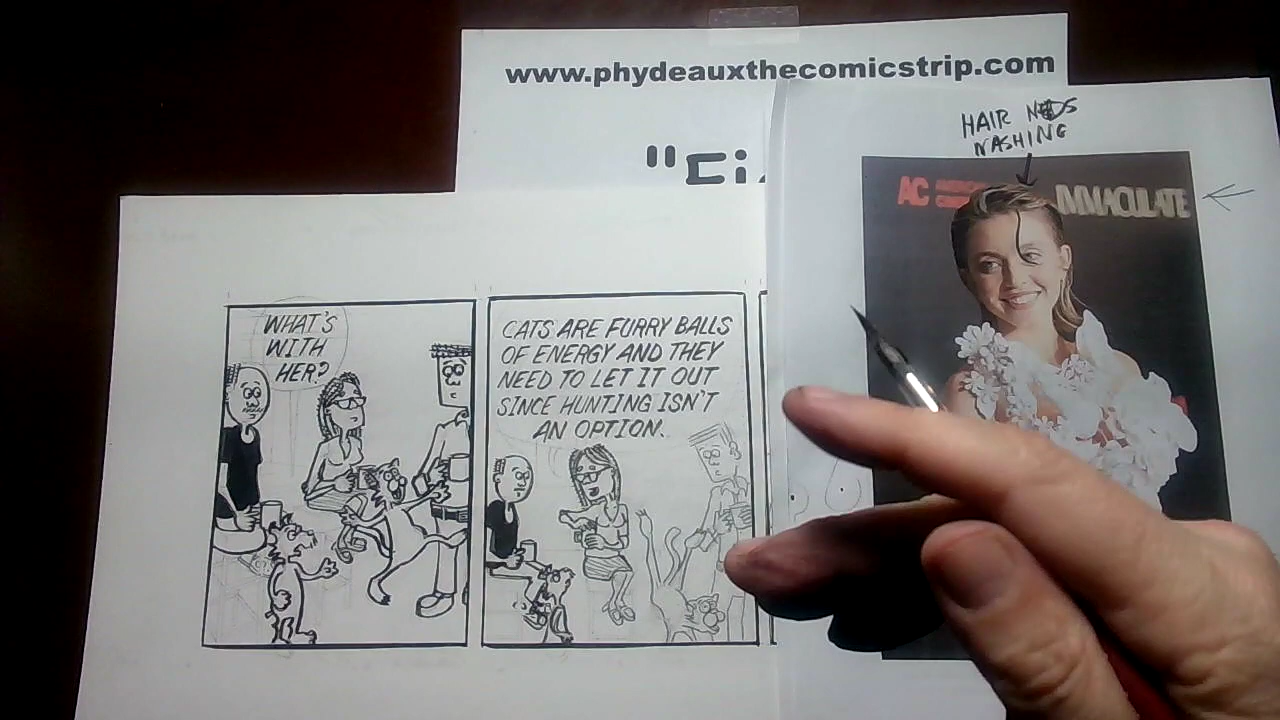 www.phydeauxthecomicstrip.com
HAIR NEEDS
WASHING
AC
IMMACULATE
WHAT'S
WITH
HER?
CATS ARE FURRY BALLS
OF ENERGY AND THEY
NEED TO LET IT OUT
SINCE HUNTING ISN'T
AN OPTION.